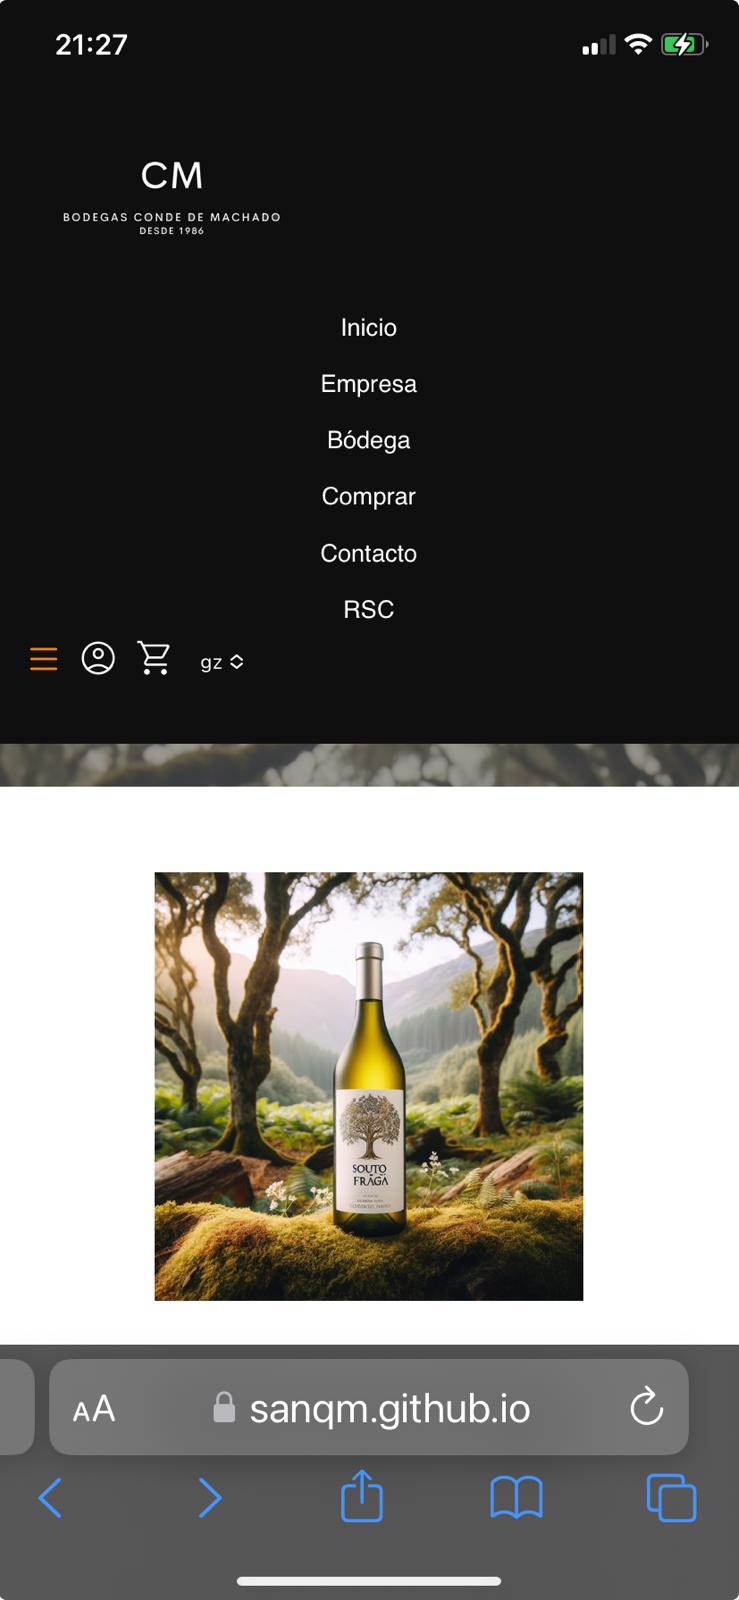 21:27
CM
BODEGAS CONDE DE MACHADO
DESDE 1986
Inicio
Empresa
Bódega
Comprar
Contacto
RSC
gz
SOUTO
FRAGA
AA
sanqm.github.io